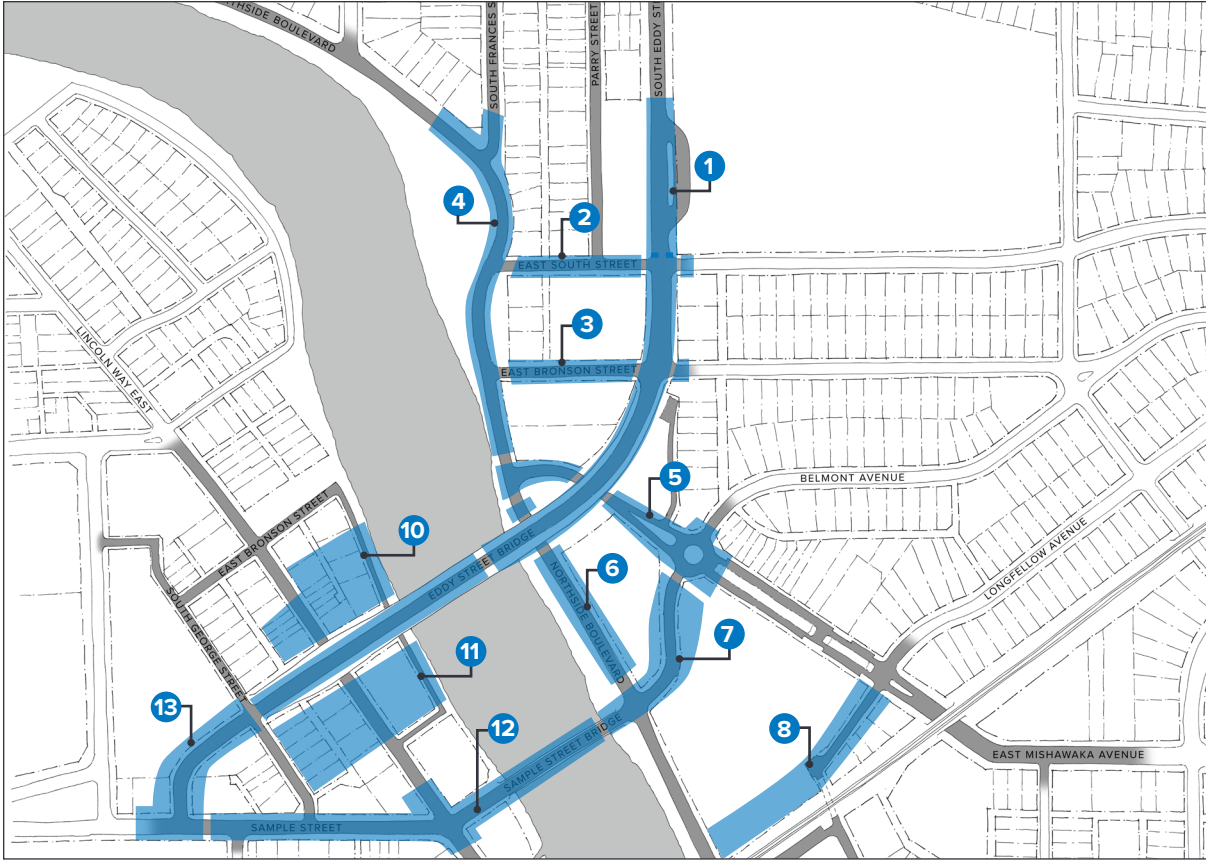 RTHSIDE BOULEVARD
SOUTH FRANCES S
PARRY STREET
SOUTH EDDY ST
1
4
2
EAST SOUTH STREET
3
LINCOLN WAY EAST
EAST BRONSON STREET
5
BELMONT AVENUE
EAST BRONSON STREET
10
EDDY STREET BRIDGE
6
NORTHSIDE BOULEVARD
LONGFELLOW AVENUE
SOUTH GEORGE STREET
7
11
13
12
8
SAMPLE STREET BRIDGE
EAST MISHAWAKA AVENUE
SAMPLE STREET